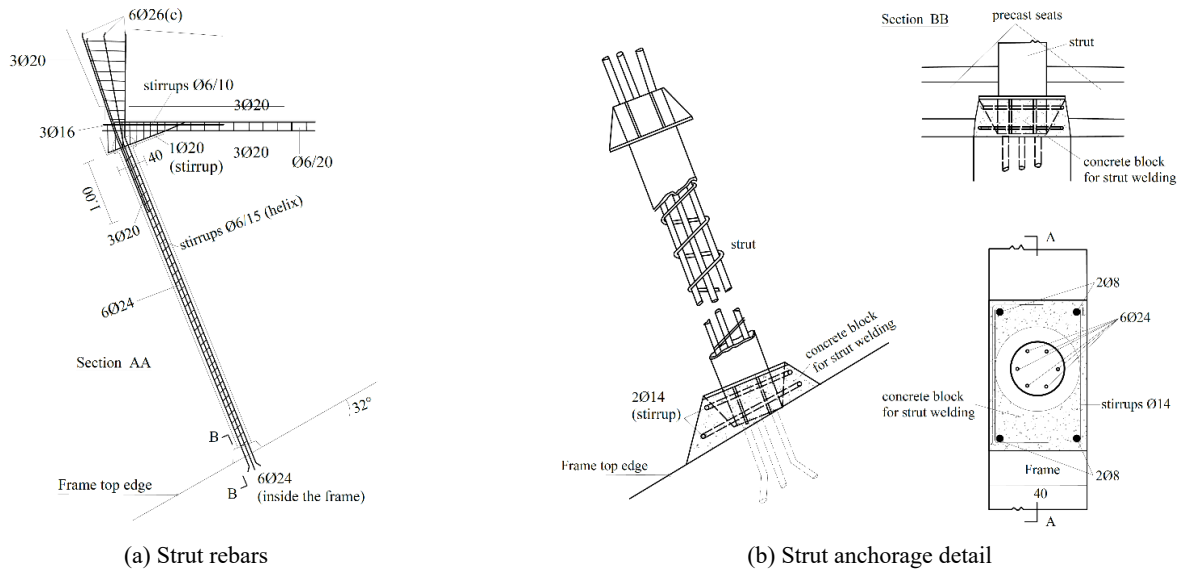 6Ø26(c)
3Ø20
stirrups Ø6/10
3Ø20
3Ø16
1Ø20
(stirrup)
3Ø20
Ø6/20
40
1.00
3Ø20
stirrups Ø6/15 (helix)
6Ø24
Section AA
32°
B
B
Frame top edge
6Ø24
(inside the frame)
(a) Strut rebars
strut
concrete block
for strut welding
2Ø14
(stirrup)
Frame top edge
Section BB
precast seats
strut
concrete block
for strut welding
A
2Ø8
6Ø24
concrete block
for strut welding
stirrups Ø14
Frame
2Ø8
40
A
(b) Strut anchorage detail